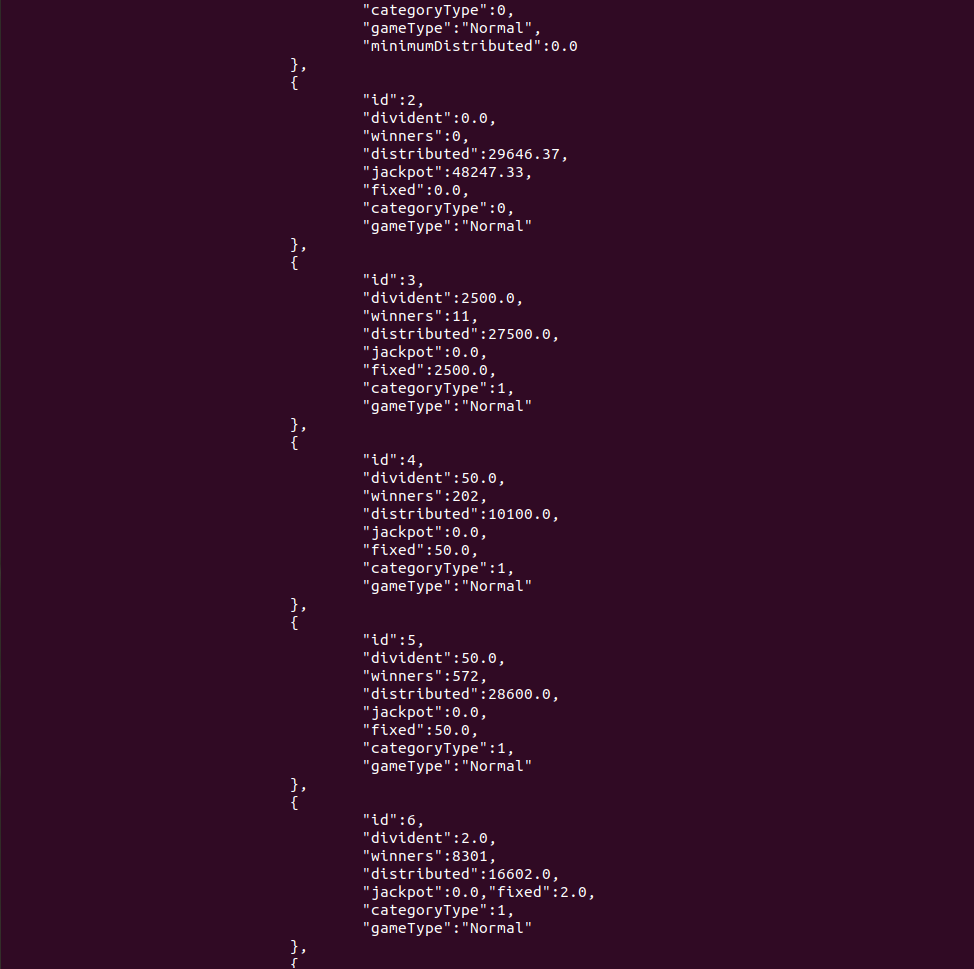 "categoryType":0,
"gameType":"Normal",
"minimumDistributed":0.0
},
{
"id":2,
"divident":0.0,
"winners":0,
"distributed":29646.37,
"jackpot":48247.33,
"fixed":0.0,
"categoryType":0,
"gameType":"Normal"
},
{
"id":3,
"divident":2500.0,
"winners":11,
"distributed":27500.0,
"jackpot":0.0,
"fixed":2500.0,
"categoryType":1,
"gameType":"Normal"
},
{
"id":4,
"divident":50.0,
"winners":202,
"distributed":10100.0,
"jackpot":0.0,
"fixed":50.0,
"categoryType":1,
"gameType":"Normal"
},
{
"id":5,
"divident":50.0,
"winners":572,
"distributed":28600.0,
"jackpot":0.0,
"fixed":50.0,
"categoryType":1,
"gameType":"Normal"
},
{
"id":6,
"divident":2.0,
"winners":8301,
"distributed":16602.0,
"jackpot":0.0,"fixed":2.0,
"categoryType":1,
"gameType":"Normal"
},
{